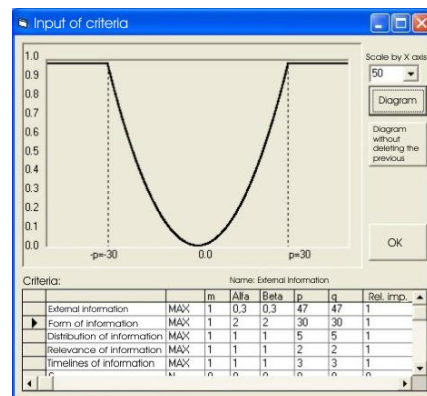 Input of criteria
1.0
0.9
0.8
0.7
0.6
0.5
0.4
0.3
0.2
0.1
0.0
-p=-30 0.0 p=30
Scale by X axis
50
Diagram
Diagram
without
deleting the
previous
OK
Criteria: Name: External Information
m Alfa Beta p q Rel. imp.
External information MAX 1 0,3 0,3 47 47 1
Form of information MAX 1 2 2 30 30 1
Distribution of information MAX 1 1 1 5 5 1
Relevance of information MAX 1 1 1 2 2 1
Timelines of information MAX 1 1 1 3 3 1